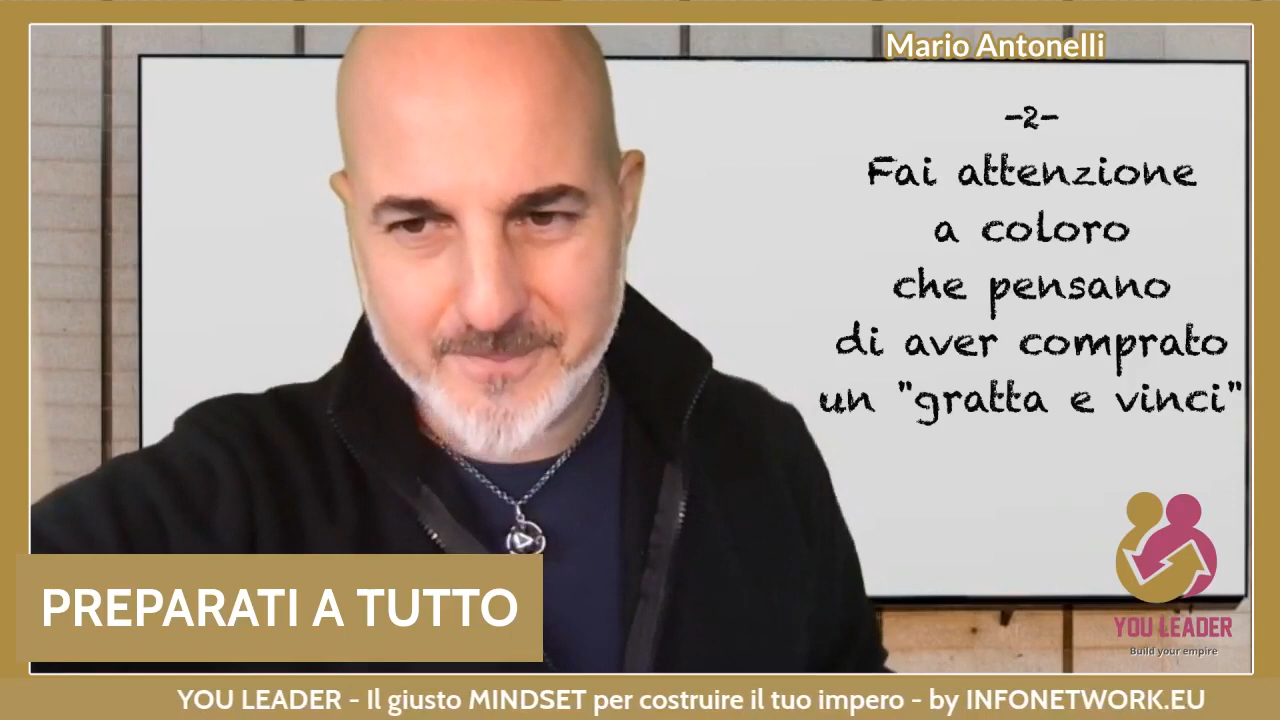 Mario Antonelli
-2-
Fai attenzione
a coloro
che pensano
di aver comprato
un "gratta e vinci"
PREPARATI A TUTTO
YOU LEADER
Build your empire
YOU LEADER - Il giusto MINDSET per costruire il tuo impero - by INFONETWORK.EU